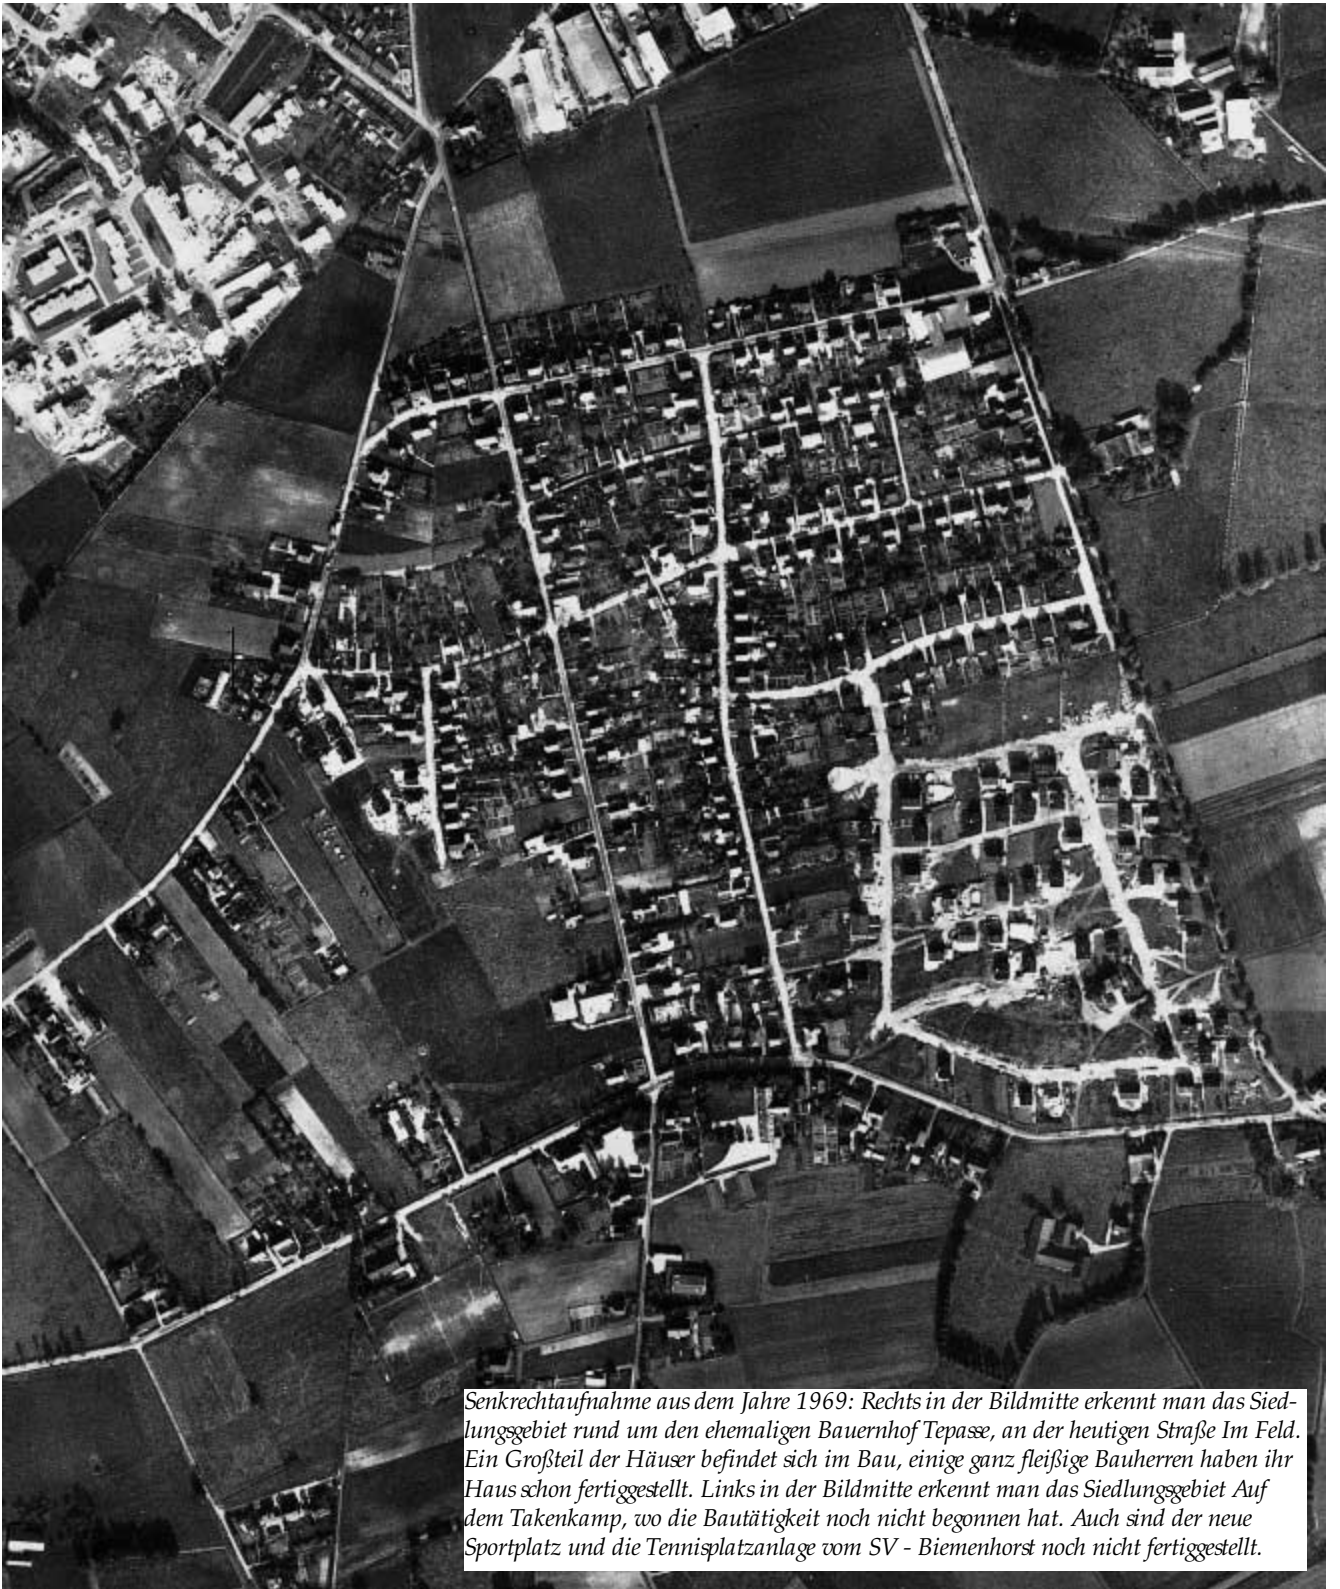 Senkrechtaufnahme aus dem Jahre 1969: Rechts in der Bildmitte erkennt man das Sied-
lungsgebiet rund um den ehemaligen Bauernhof Tepasse, an der heutigen Straße Im Feld.
Ein Großteil der Häuser befindet sich im Bau, einige ganz fleißige Bauherren haben ihr
Haus schon fertiggestellt. Links in der Bildmitte erkennt man das Siedlungsgebiet Auf
dem Takenkamp, wo die Bautätigkeit noch nicht begonnen hat. Auch sind der neue
Sportplatz und die Tennisplatzanlage vom SV - Biemenhorst noch nicht fertiggestellt.